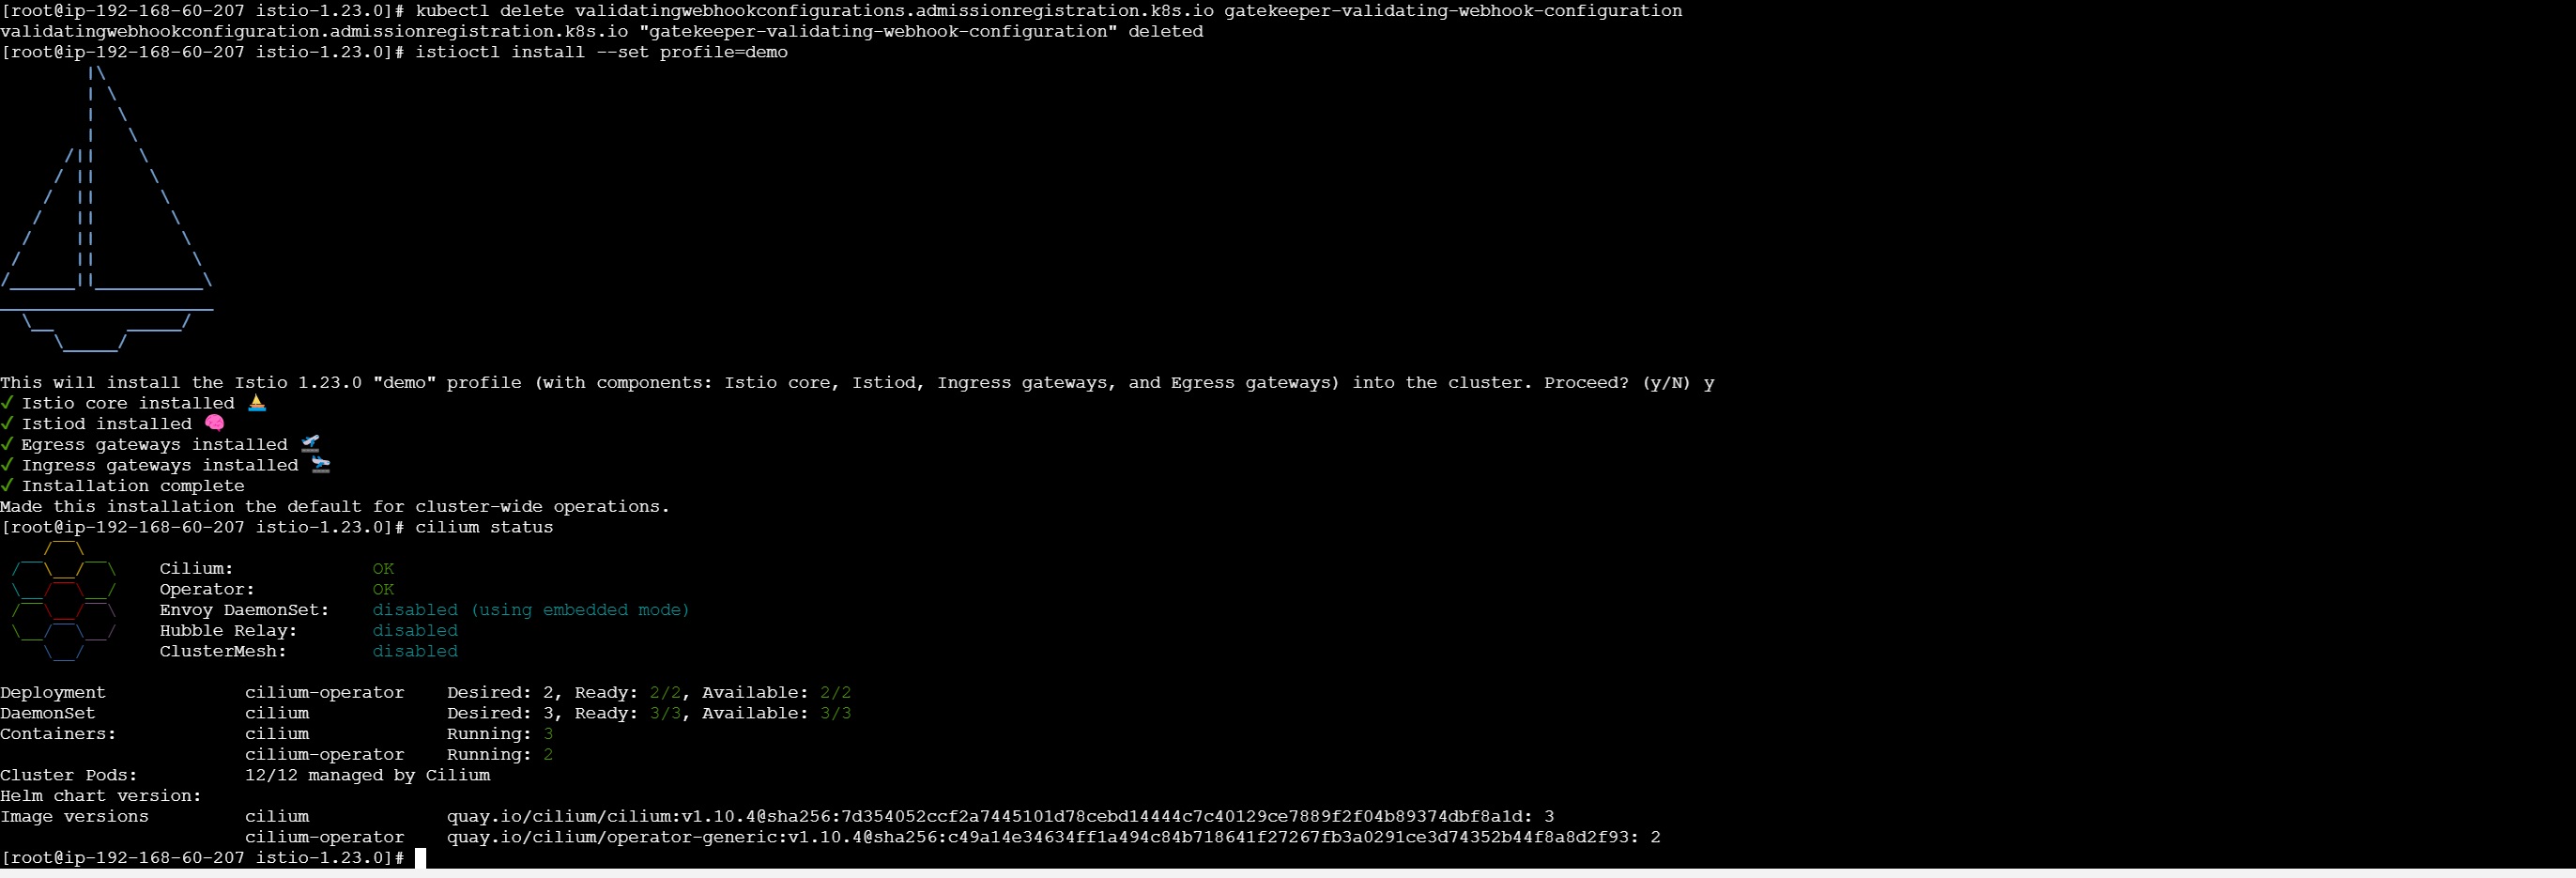 [root@ip-192-168-60-207 istio-1.23.0]# kubectl delete validatingwebhookconfigurations.admissionregistration.k8s.io gatekeeper-validating-webhook-configuration
validatingwebhookconfiguration.admissionregistration.k8s.io "gatekeeper-validating-webhook-configuration" deleted
[root@ip-192-168-60-207 istio-1.23.0]# istioctl install --set profile=demo
This will install the Istio 1.23.0 "demo" profile (with components: Istio core, Istiod, Ingress gateways, and Egress gateways) into the cluster. Proceed? (y/N) y
✓ Istio core installed ⛵
✓ Istiod installed 🧠
✓ Egress gateways installed 🛫
✓ Ingress gateways installed 🛬
✓ Installation complete
Made this installation the default for cluster-wide operations.
[root@ip-192-168-60-207 istio-1.23.0]# cilium status
Cilium: OK
Operator: OK
Envoy DaemonSet: disabled (using embedded mode)
Hubble Relay: disabled
ClusterMesh: disabled
Deployment cilium-operator Desired: 2, Ready: 2/2, Available: 2/2
DaemonSet cilium Desired: 3, Ready: 3/3, Available: 3/3
Containers: cilium Running: 3
cilium-operator Running: 2
Cluster Pods: 12/12 managed by Cilium
Helm chart version:
Image versions cilium quay.io/cilium/cilium:v1.10.4@sha256:7d354052ccf2a7445101d78cebd14444c7c40129ce7889f2f04b89374dbf8a1d: 3
cilium-operator quay.io/cilium/operator-generic:v1.10.4@sha256:c49a14e34634ff1a494c84b718641f27267fb3a0291ce3d74352b44f8a8d2f93: 2
[root@ip-192-168-60-207 istio-1.23.0]#